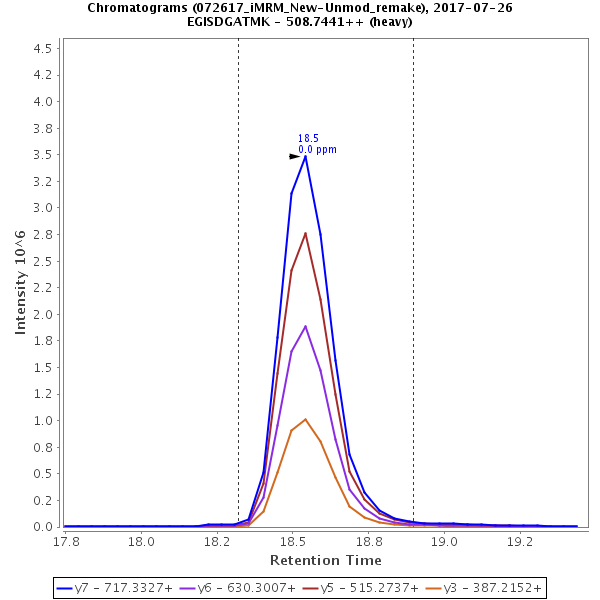 Chromatograms (072617_iMRM_New-Unmod_remake), 2017-07-26
EGISDGATMK - 508.7441++ (heavy)
4.5
4.2
4.0
3.8
3.5
3.2
3.0
2.8
2.5
2.2
2.0
1.8
1.5
1.2
1.0
0.8
0.5
0.2
0.0
Intensity 10^6
18.5
0.0 ppm
17.8 18.0 18.2 18.5 18.8 19.0 19.2
Retention Time
y7 - 717.3327+ y6 - 630.3007+ y5 - 515.2737+ y3 - 387.2152+